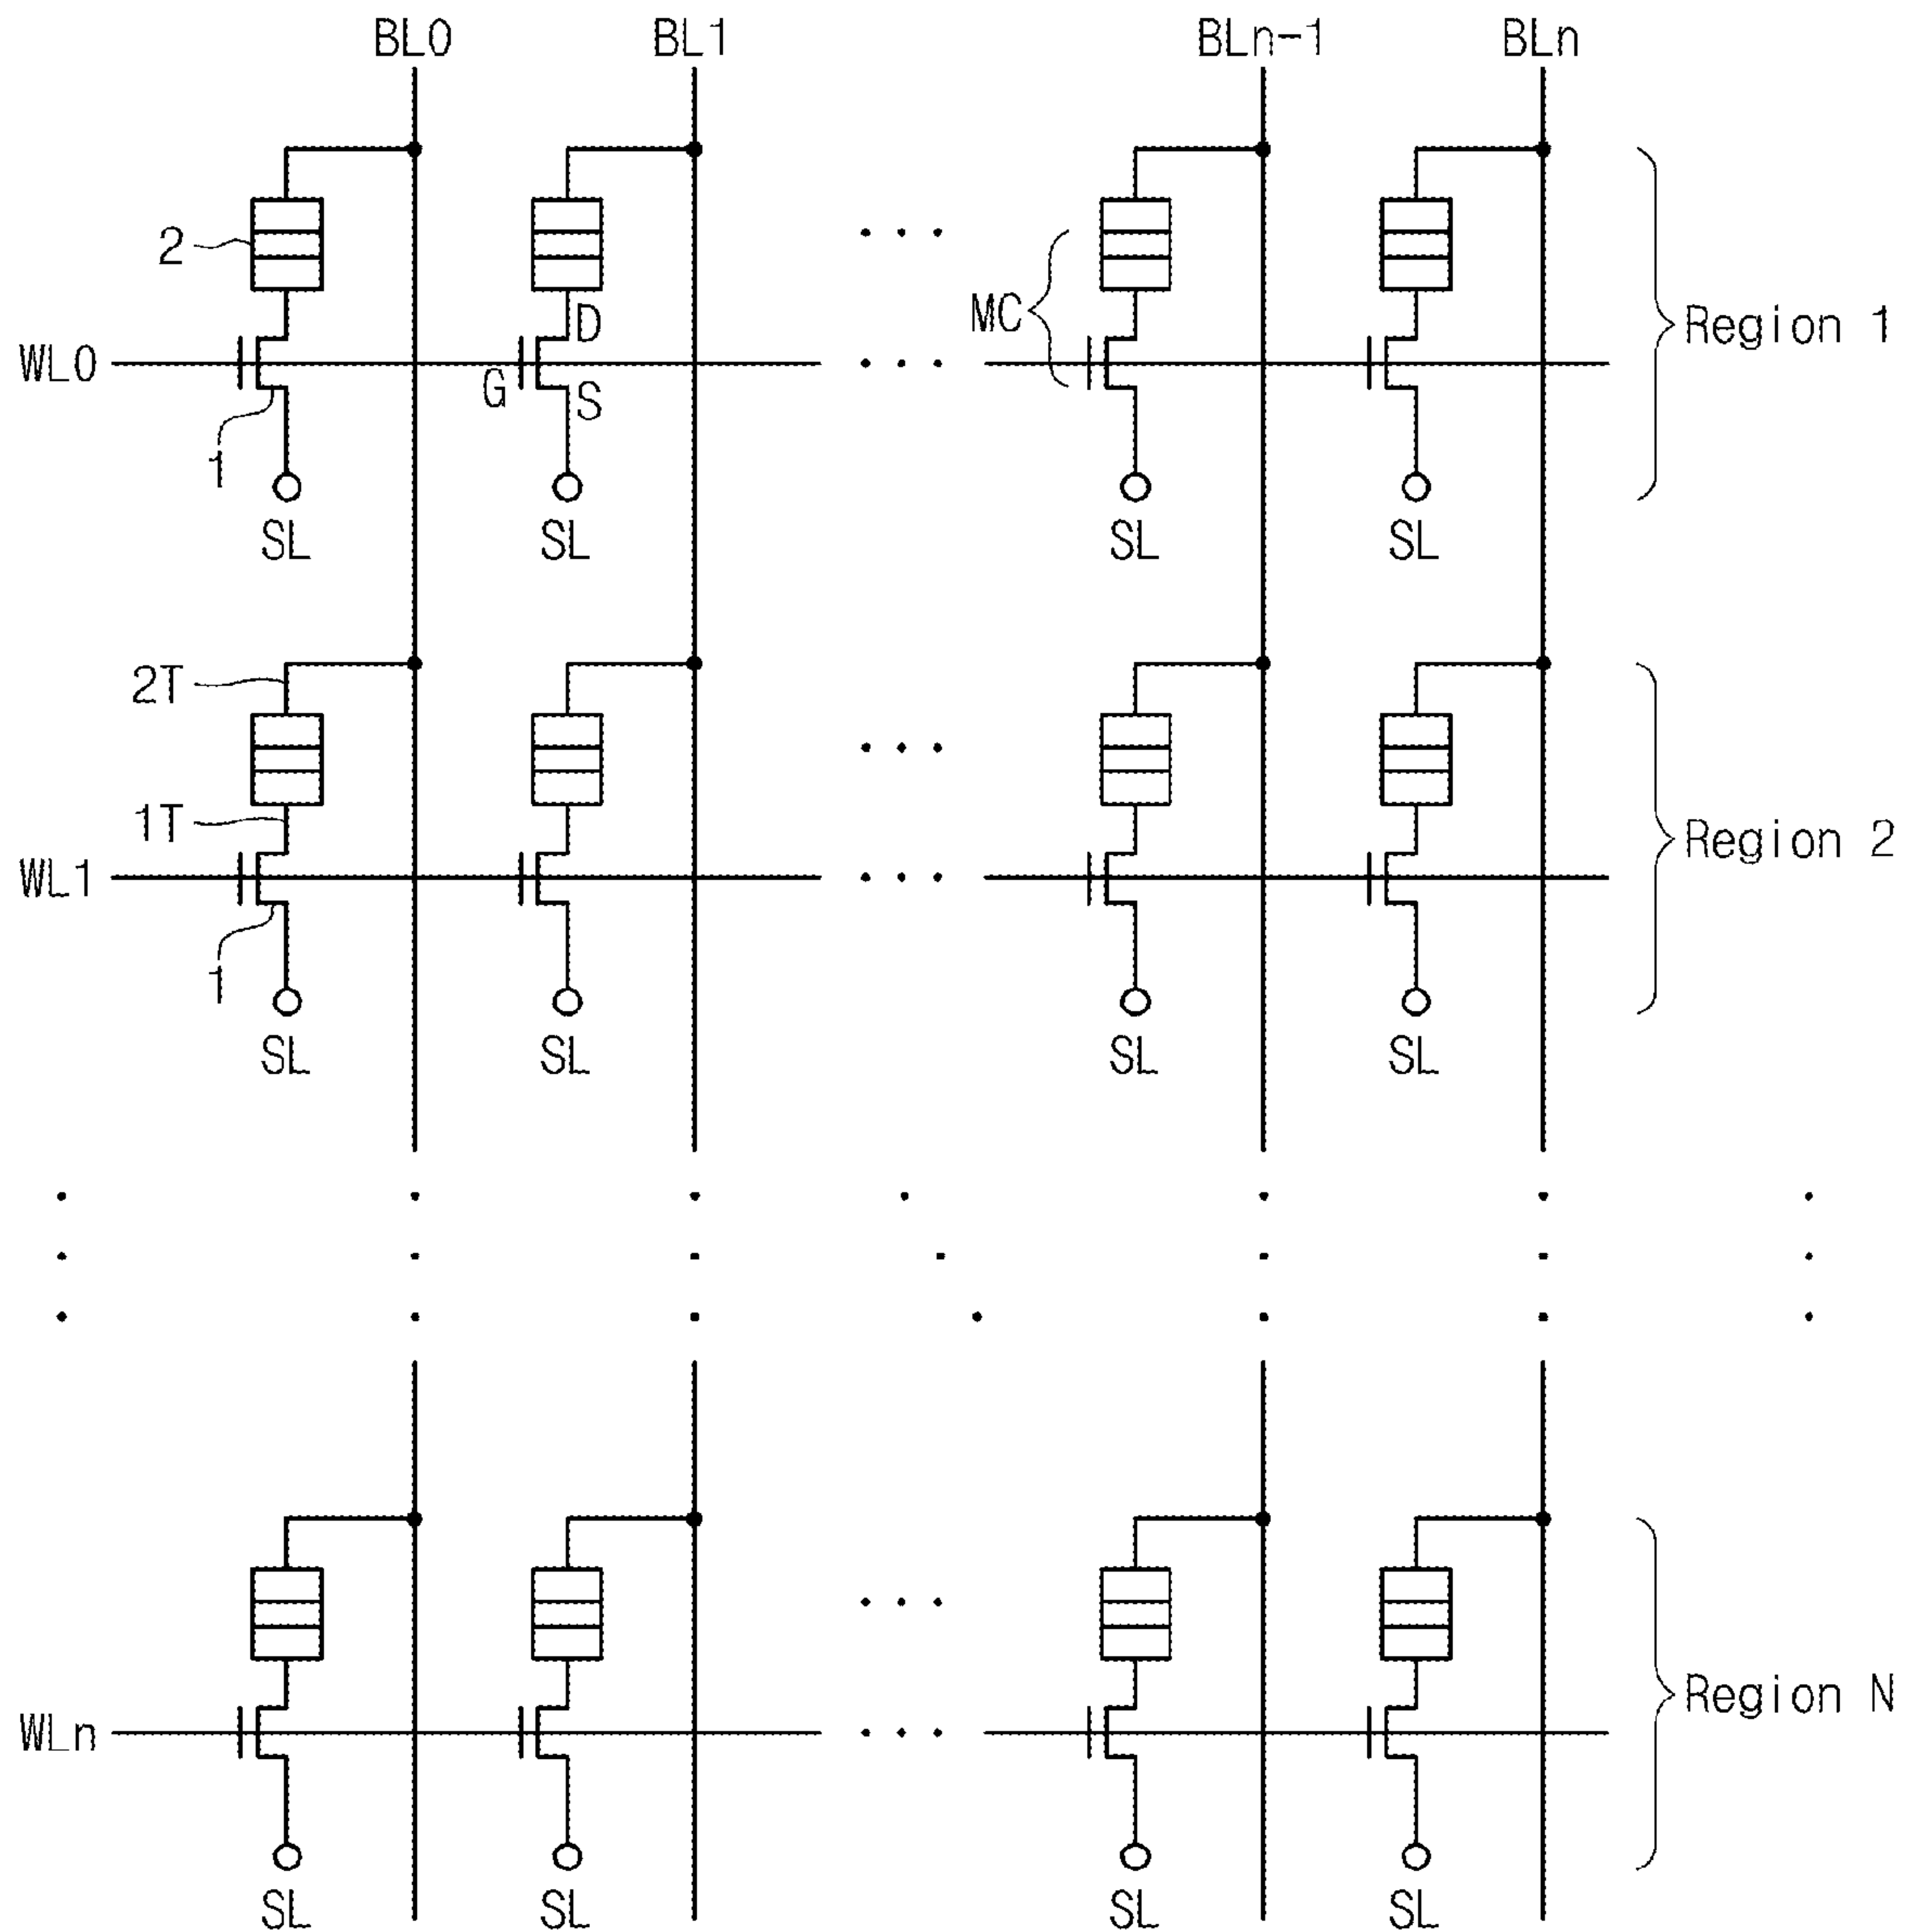 BL0 BL1 BLn-1 BLn
2
MC
D
Region 1
WL0
G
S
1
SL SL SL SL
2T
1T
Region 2
WL1
1
SL SL SL SL
Region N
WLn
SL SL SL SL